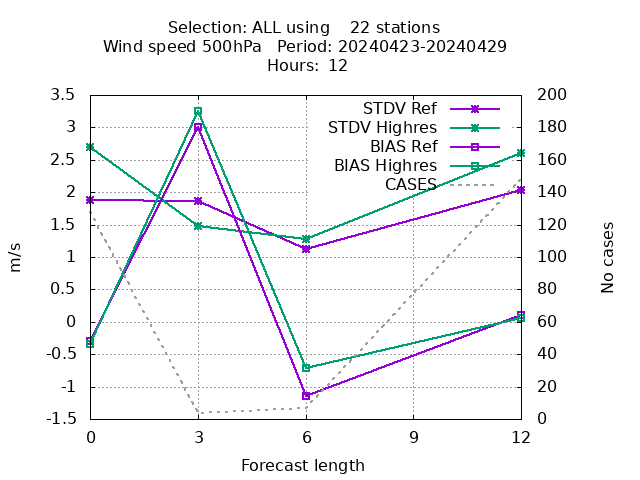 Selection: ALL using    22 stations
Wind speed 500hPa   Period: 20240423-20240429
Hours:  12
3.5
3
2.5
2
1.5
1
0.5
0
-0.5
-1
-1.5
200
180
160
140
120
100
80
60
40
20
0
STDV Ref
STDV Highres
BIAS Ref
BIAS Highres
CASES
m/s
No cases
0
3
6
9
12
Forecast length